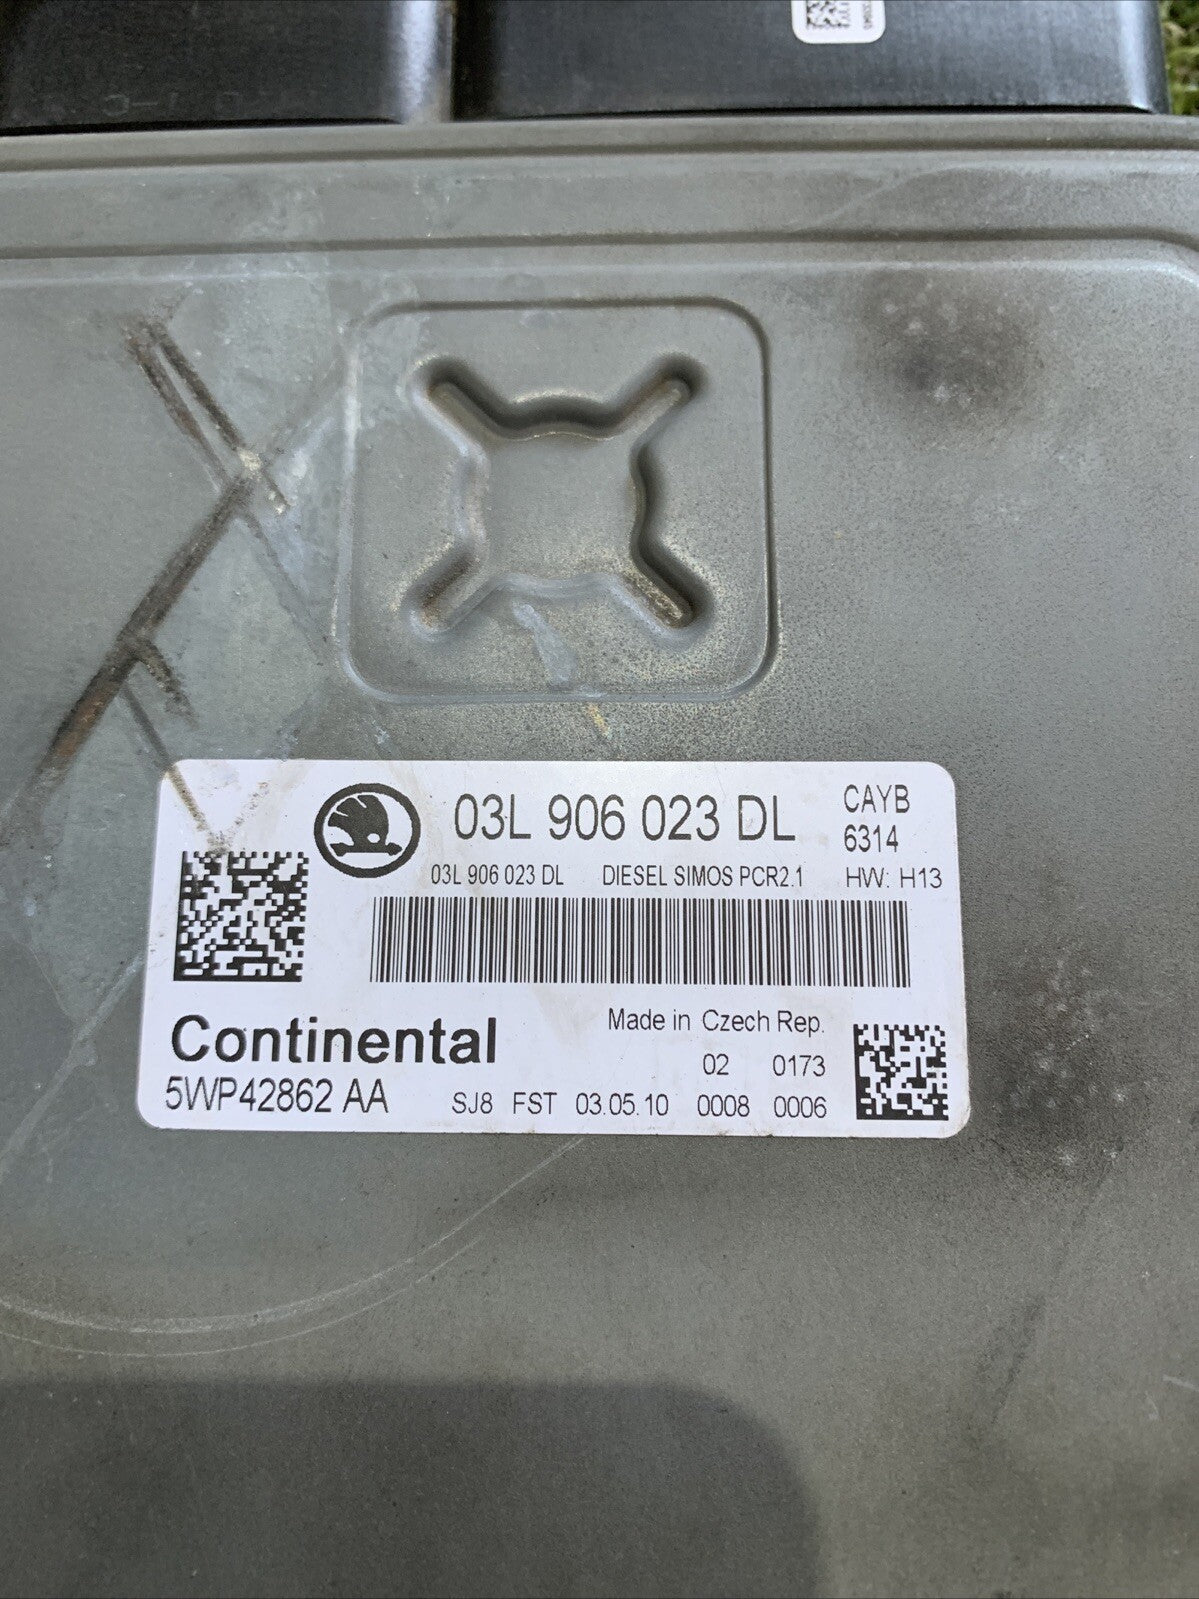 03L 906 023 DL CAYB
6314
03L 906 023 DL DIESEL SIMOS PCR2.1 HW: H13
Continental
Made in Czech Rep.
02 0173
5WP42862 AA
SJ8 FST 03.05.10 0008 0006